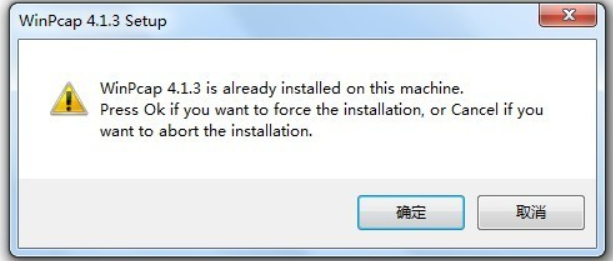 WinPcap 4.1.3 Setup
WinPcap 4.1.3 is already installed on this machine.
Press Ok if you want to force the installation, or Cancel if you
want to abort the installation.
确定
取消